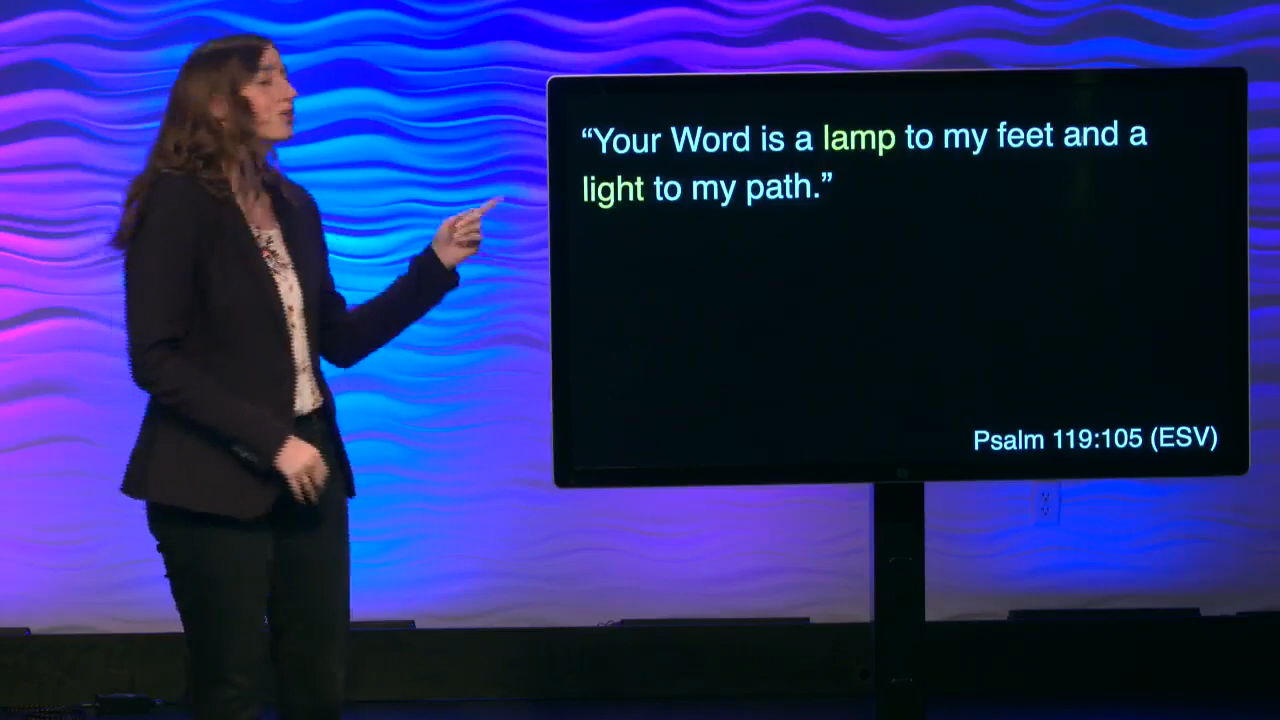 “Your Word is a lamp to my feet and a
light to my path.”
Psalm 119:105 (ESV)